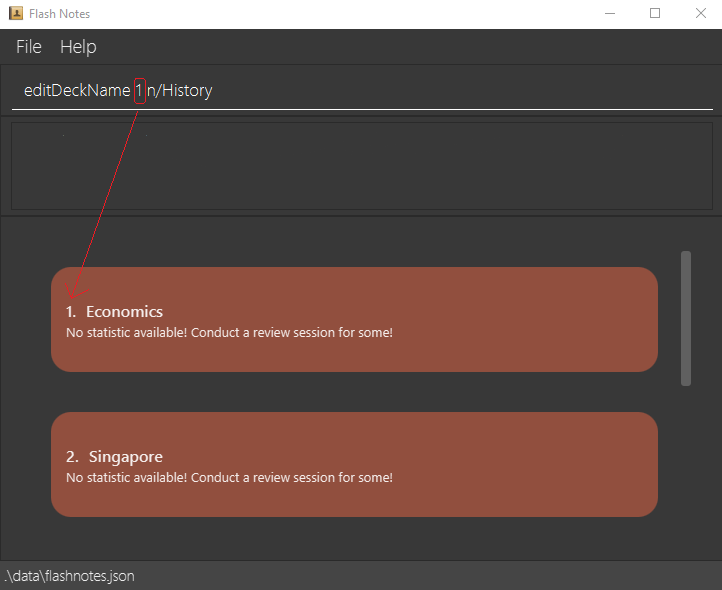 Flash Notes
File Help
editDeckName 1 n/History
1. Economics
No statistic available! Conduct a review session for some!
2. Singapore
No statistic available! Conduct a review session for some!
.\data\flashnotes.json